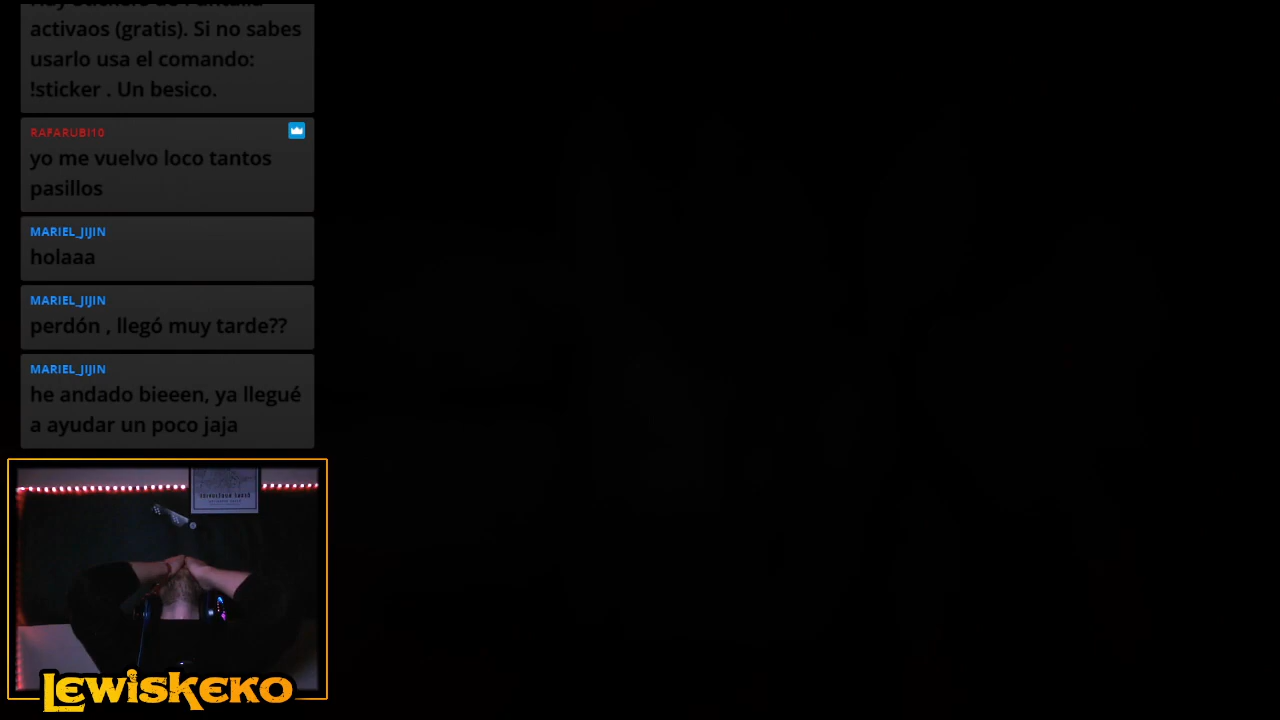 activaos (gratis). Si no sabes
usarlo usa el comando:
!sticker . Un besico.
RAFARUBI10
yo me vuelvo loco tantos
pasillos
MARIEL_JIJIN
holaaa
MARIEL_JIJIN
perdón , llegó muy tarde??
MARIEL_JIJIN
he andado bieeen, ya llegué
a ayudar un poco jaja
LEWISKEKO